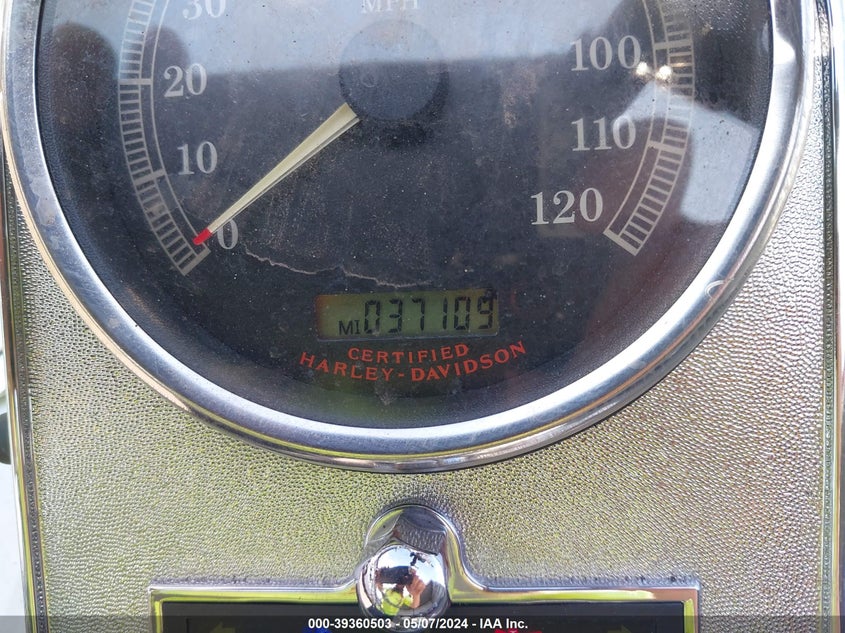 30
MPH
20
100
10
110
0
120
MI 037109
CERTIFIED
HARLEY-DAVIDSON
000-39360503 - 05/07/2024 - IAA Inc.